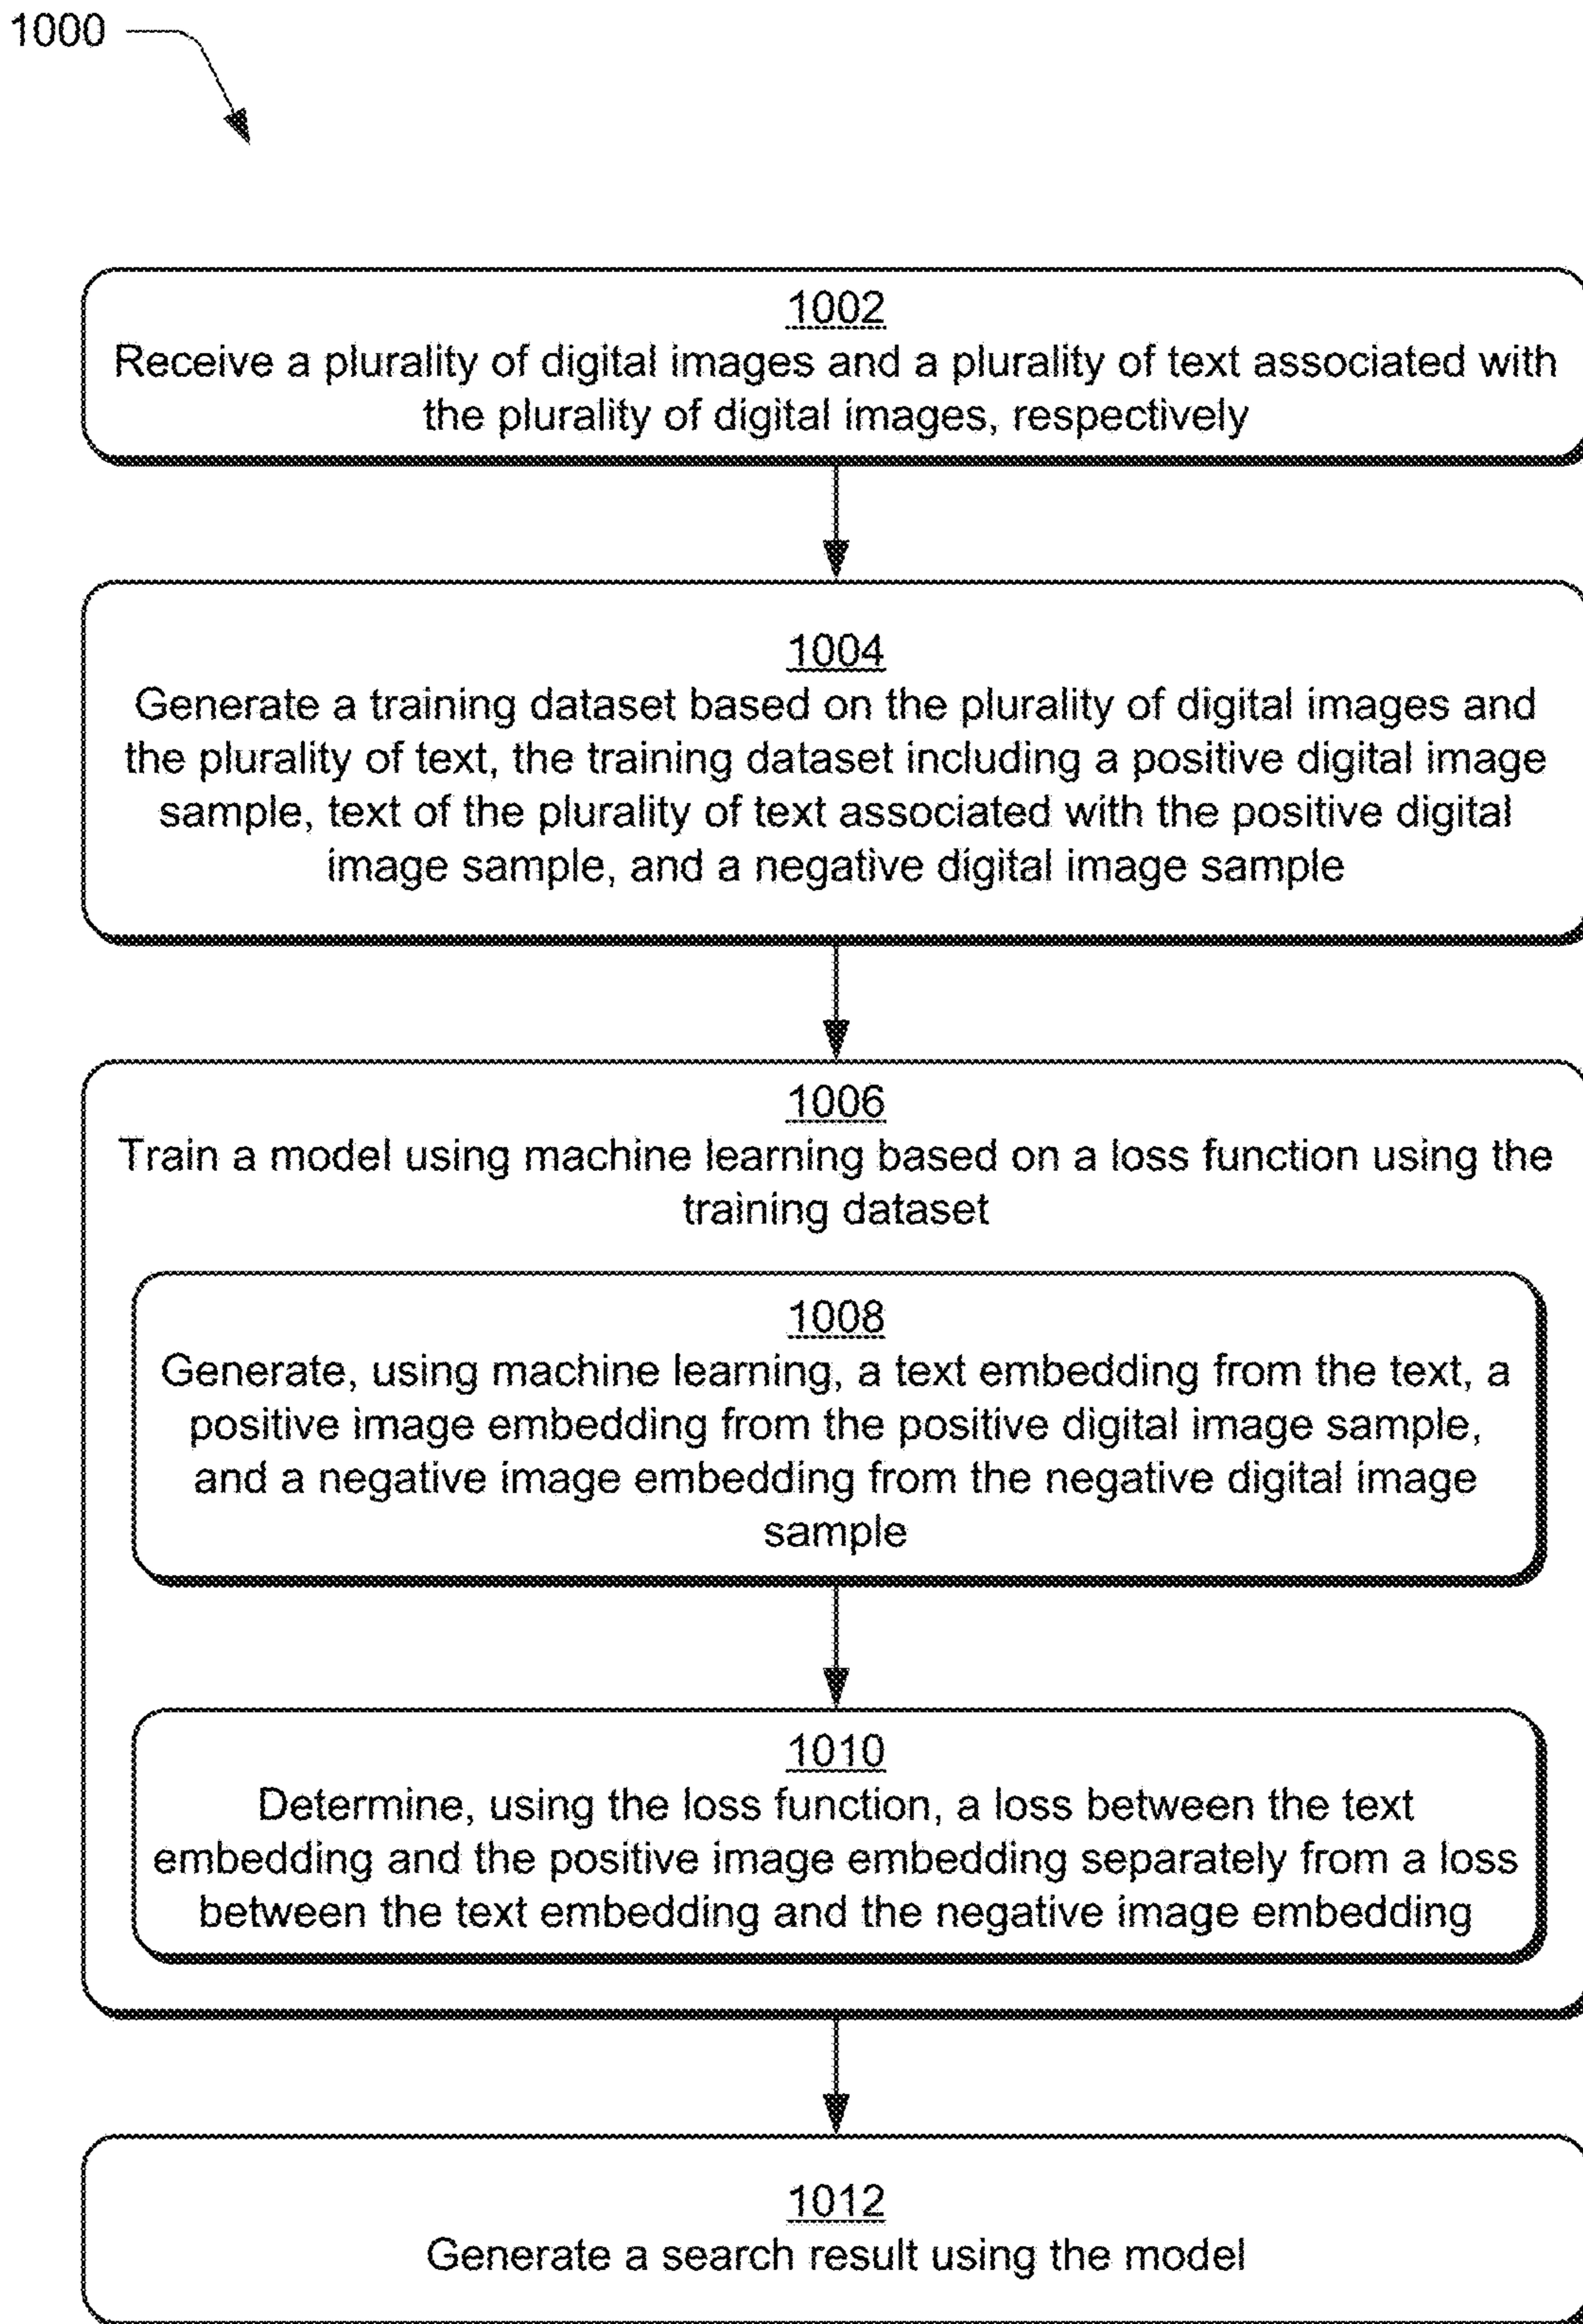 1000
1002
Receive a plurality of digital images and a plurality of text associated with
the plurality of digital images, respectively
1004
Generate a training dataset based on the plurality of digital images and
the plurality of text, the training dataset including a positive digital image
sample, text of the plurality of text associated with the positive digital
image sample, and a negative digital image sample
1006
Train a model using machine learning based on a loss function using the
training dataset
1008
Generate, using machine learning, a text embedding from the text, a
positive image embedding from the positive digital image sample,
and a negative image embedding from the negative digital image
sample
1010
Determine, using the loss function, a loss between the text
embedding and the positive image embedding separately from a loss
between the text embedding and the negative image embedding
1012
Generate a search result using the model